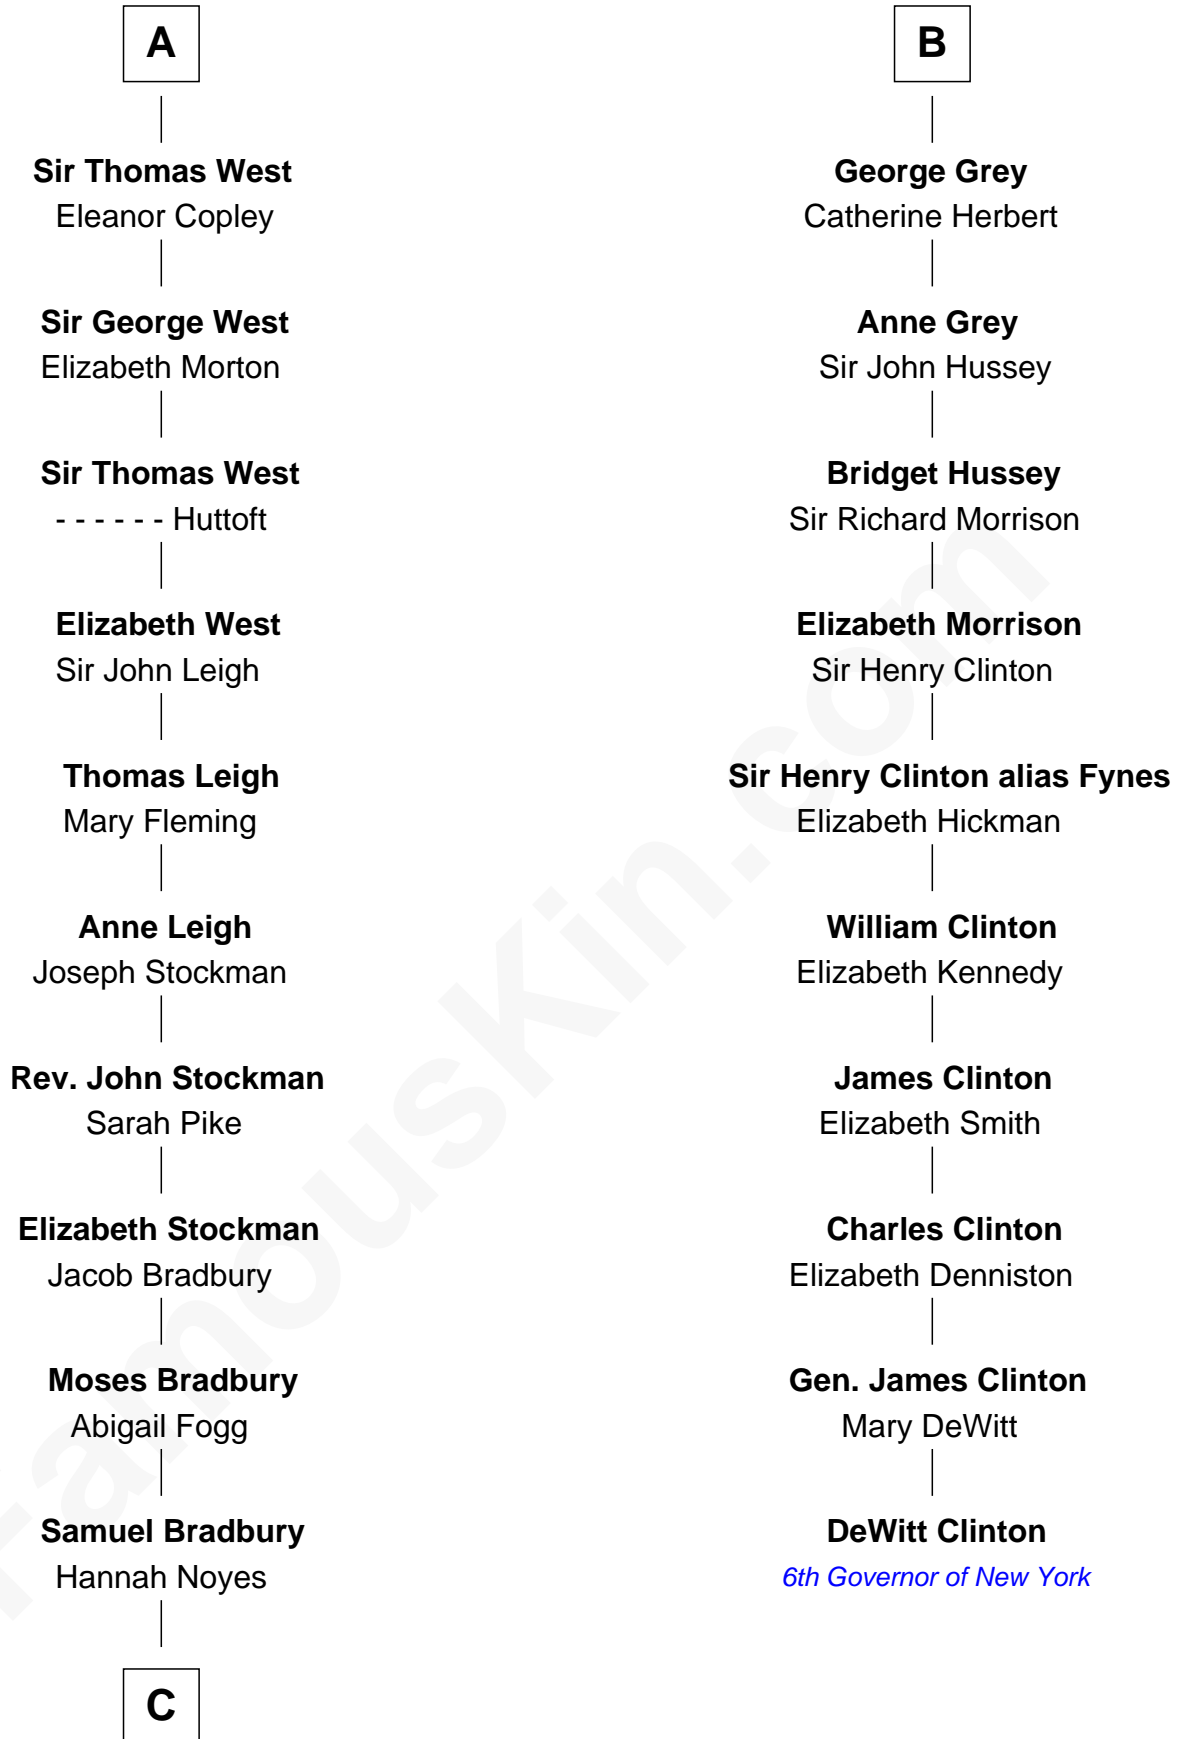 A
Sir Thomas West
Eleanor Copley
Sir George West
Elizabeth Morton
Sir Thomas West
- - - - - - Huttoft
Elizabeth West
Sir John Leigh
Thomas Leigh
Mary Fleming
Anne Leigh
Joseph Stockman
Rev. John Stockman
Sarah Pike
Elizabeth Stockman
Jacob Bradbury
Moses Bradbury
Abigail Fogg
Samuel Bradbury
Hannah Noyes
C
B
George Grey
Catherine Herbert
Anne Grey
Sir John Hussey
Bridget Hussey
Sir Richard Morrison
Elizabeth Morrison
Sir Henry Clinton
Sir Henry Clinton alias Fynes
Elizabeth Hickman
William Clinton
Elizabeth Kennedy
James Clinton
Elizabeth Smith
Charles Clinton
Elizabeth Denniston
Gen. James Clinton
Mary DeWitt
DeWitt Clinton
6th Governor of New York
FamousKin.com